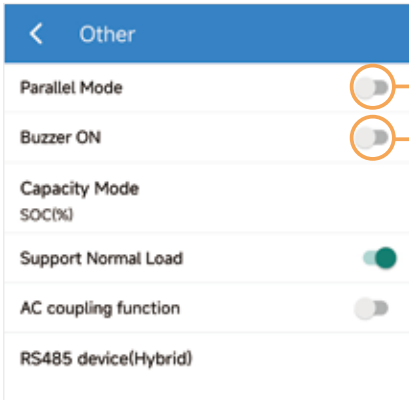 Other
Parallel Mode
Buzzer ON
Capacity Mode
SOC(%)
Support Normal Load
AC coupling function
RS485 device(Hybrid)